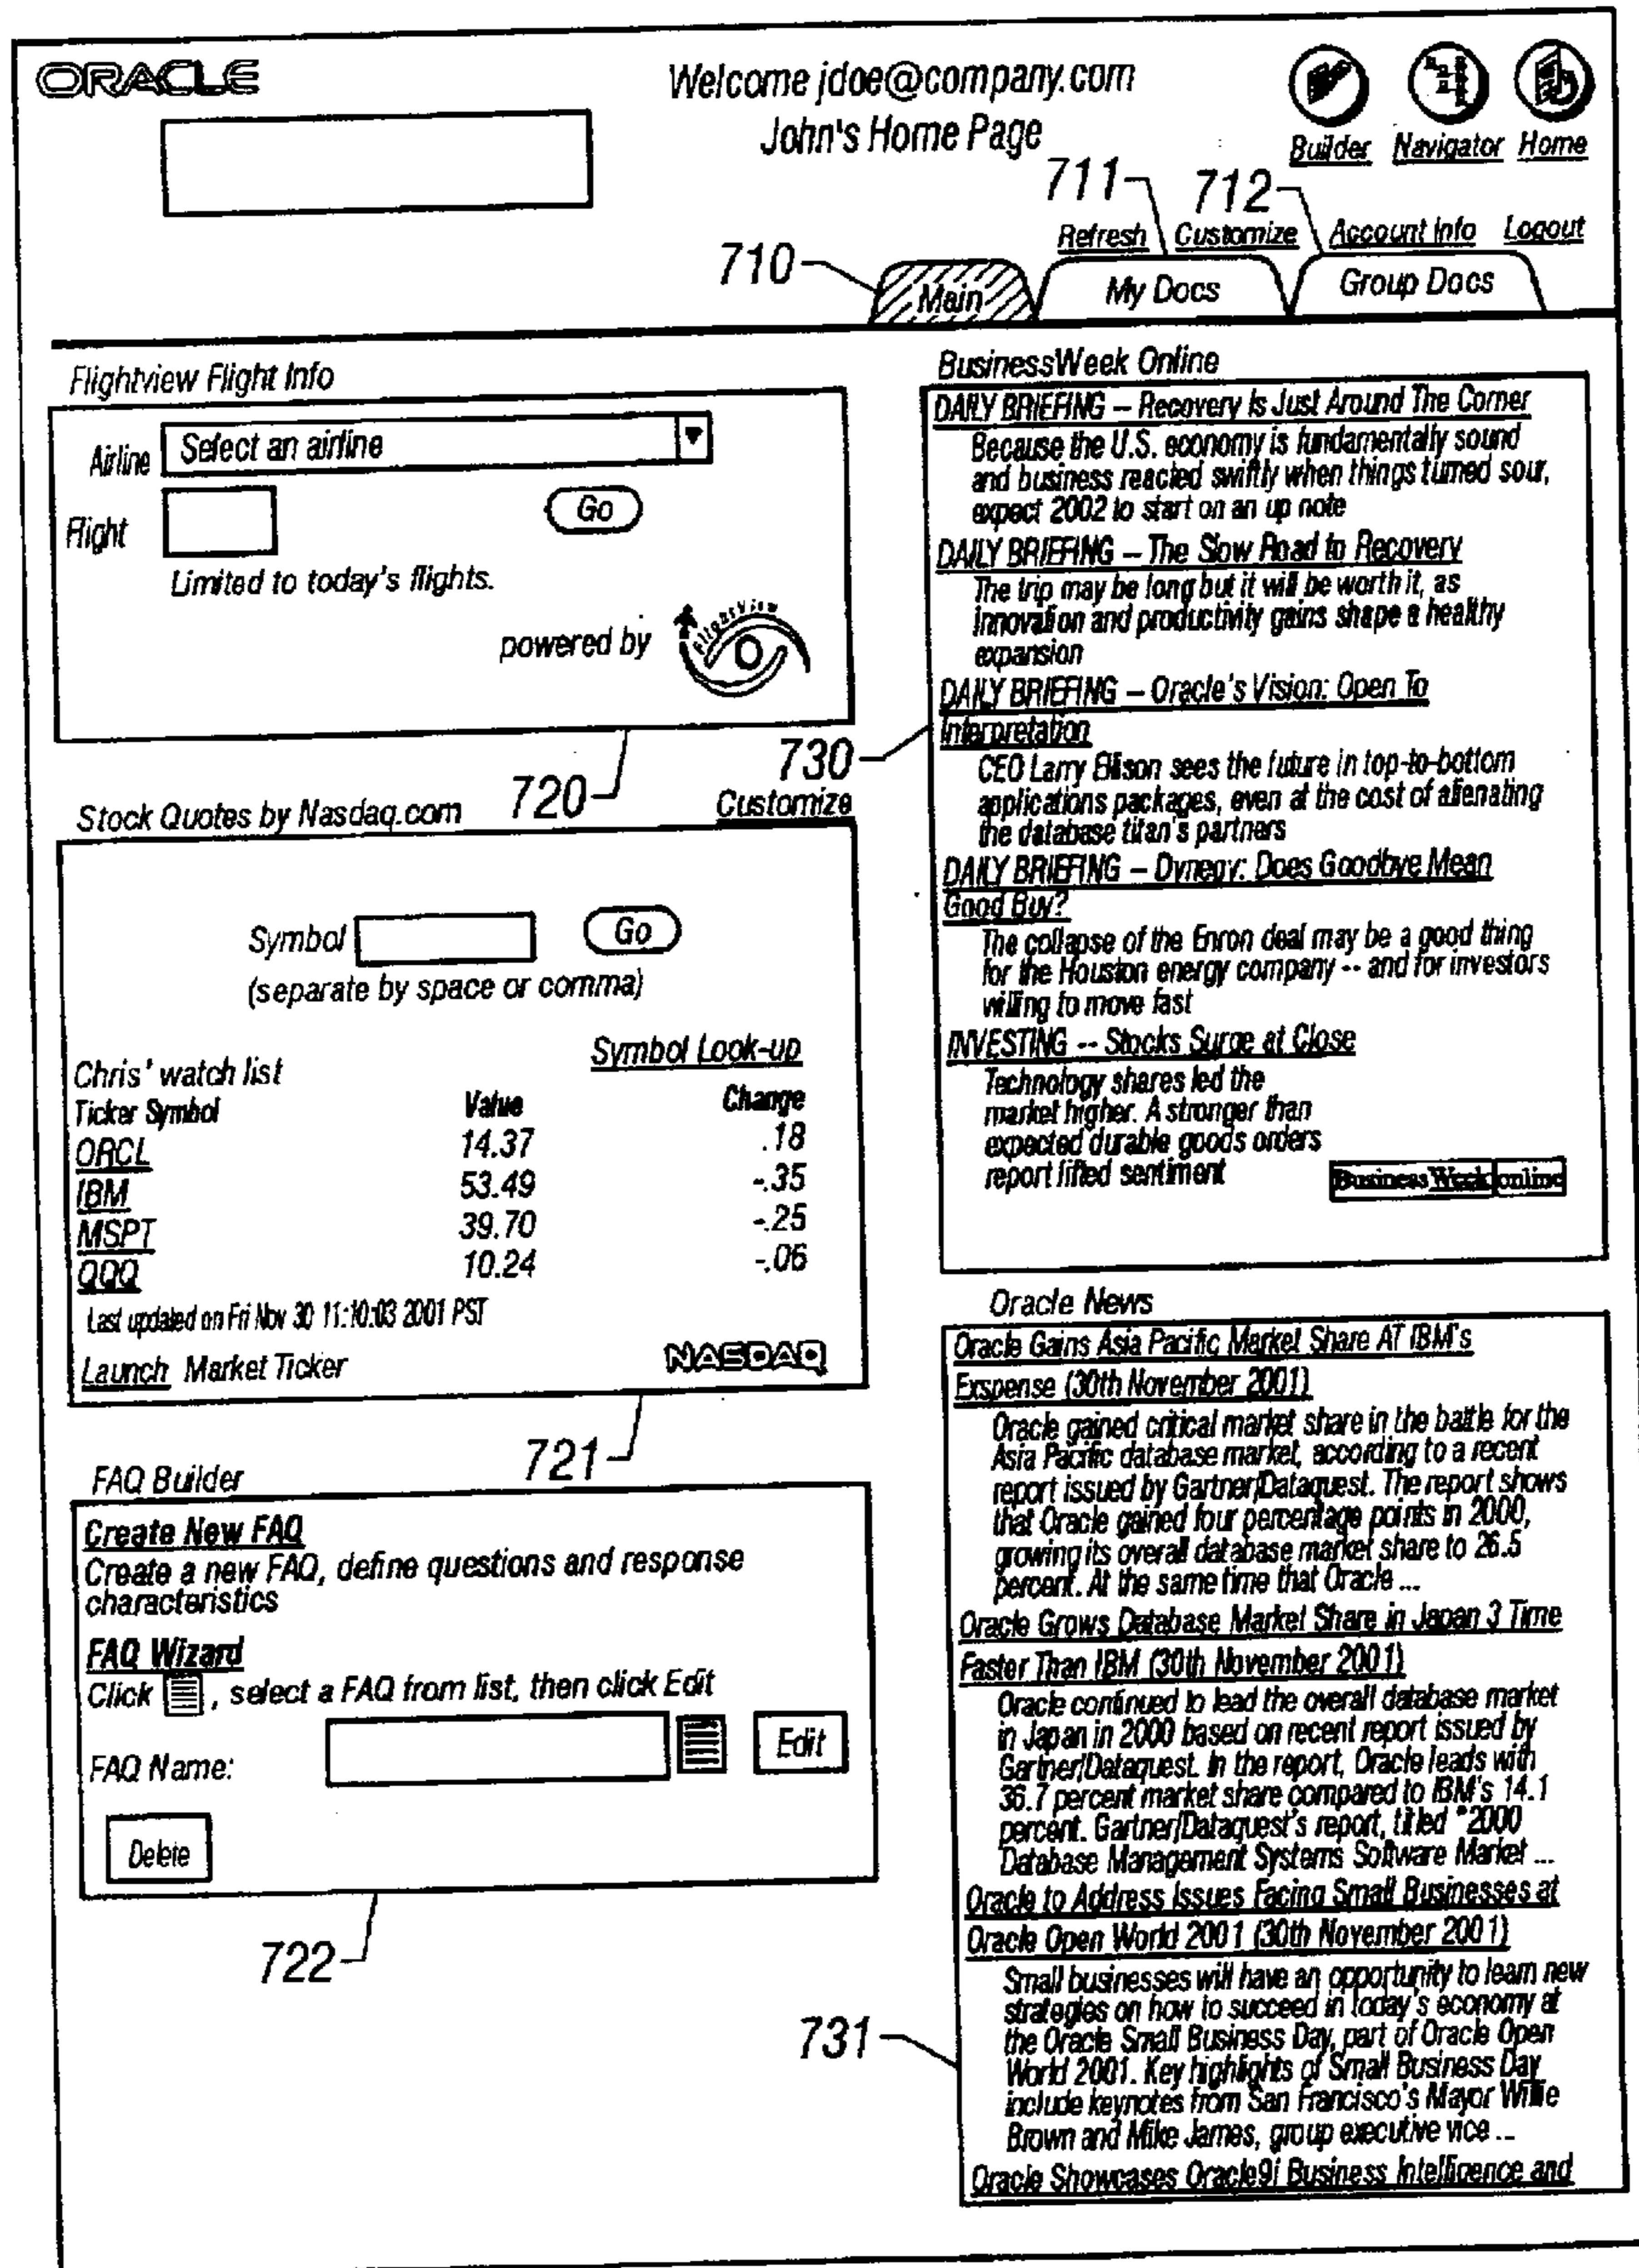 ORACLE
Welcome jdoe@company.com
John's Home Page
Builder Navigator Home
711 712
Refresh Customize Account Info Logout
710
Main My Docs Group Docs
Flightview Flight Info
Airline Select an airline
Flight Go
Limited to today's flights.
powered by FlightView
720
Stock Quotes by Nasdaq.com Customize
Symbol Go
(separate by space or comma)
Symbol Look-up
Chris' watch list
Ticker Symbol Value Change
ORCL 14.37 .18
IBM 53.49 -.35
MSPT 39.70 -.25
QQQ 10.24 -.06
Last updated on Fri Nov 30 11:10:03 2001 PST
Launch Market Ticker NASDAQ
721
FAQ Builder
Create New FAQ
Create a new FAQ, define questions and response
characteristics
FAQ Wizard
Click , select a FAQ from list, then click Edit
FAQ Name: Edit
Delete
722
BusinessWeek Online
DAILY BRIEFING – Recovery Is Just Around The Corner
Because the U.S. economy is fundamentally sound
and business reacted swiftly when things turned sour,
expect 2002 to start on an up note
DAILY BRIEFING – The Slow Road to Recovery
The trip may be long but it will be worth it, as
Innovation and productivity gains shape a healthy
expansion
DAILY BRIEFING – Oracle's Vision: Open To
Interpretation
730
CEO Larry Ellison sees the future in top-to-bottom
applications packages, even at the cost of alienating
the database titan's partners
DAILY BRIEFING – Dynegy: Does Goodbye Mean
Good Buy?
The collapse of the Enron deal may be a good thing
for the Houston energy company -- and for investors
willing to move fast
INVESTING -- Stocks Surge at Close
Technology shares led the
market higher. A stronger than
expected durable goods orders
report lifted sentiment
BusinessWeek online
Oracle News
Oracle Gains Asia Pacific Market Share AT IBM's
Exspense (30th November 2001)
Oracle gained critical market share in the battle for the
Asia Pacific database market, according to a recent
report issued by Gartner/Dataquest. The report shows
that Oracle gained four percentage points in 2000,
growing its overall database market share to 26.5
percent. At the same time that Oracle ...
Oracle Grows Database Market Share in Japan 3 Time
Faster Than IBM (30th November 2001)
Oracle continued to lead the overall database market
in Japan in 2000 based on recent report issued by
Gartner/Dataquest. In the report, Oracle leads with
36.7 percent market share compared to IBM's 14.1
percent. Gartner/Dataquest's report, titled "2000
Database Management Systems Software Market ...
Oracle to Address Issues Facing Small Businesses at
Oracle Open World 2001 (30th November 2001)
Small businesses will have an opportunity to learn new
strategies on how to succeed in today's economy at
the Oracle Small Business Day, part of Oracle Open
World 2001. Key highlights of Small Business Day
include keynotes from San Francisco's Mayor Willie
Brown and Mike James, group executive vice ...
Oracle Showcases Oracle9i Business Intelligence and
731